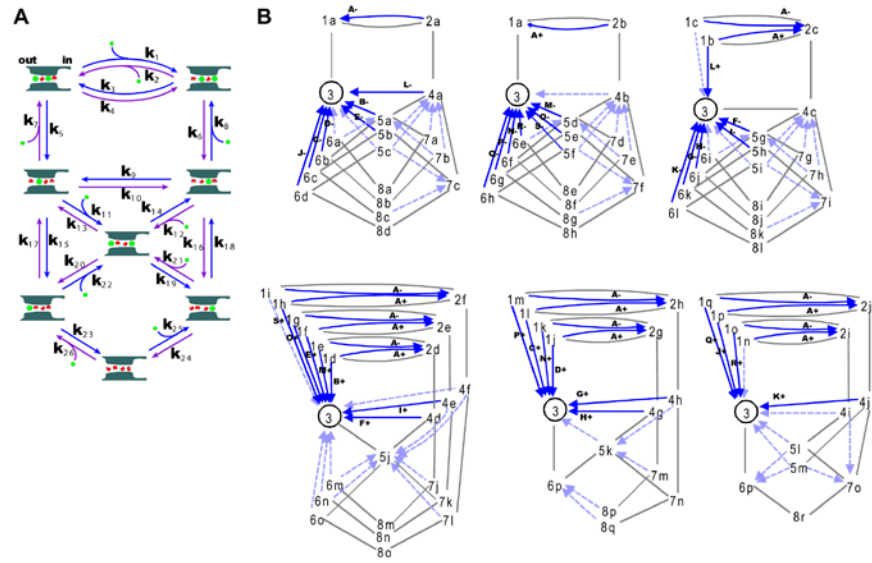 A
out in
k1
k2
k3
k4
k7
k5
k6
k8
k9
k10
k11
k14
k13
k12
k17
k15
k16
k18
k20
k21
k22
k19
k23
k25
k26
k24
B
A-
1a 2a
L-
3
4a
B-
E-
D-
C-
J-
5a
5b
5c
6a
6b
6c
6d
7a
7b
7c
8a
8b
8c
8d
1a 2b
A+
3
4b
M-
O-
S-
R-
N-
P-
Q-
5d
5e
5f
6e
6f
6g
6h
7d
7e
7f
8e
8f
8g
8h
A-
1c 2c
A+
1b
L+
3
4c
F-
I-
H-
G-
K-
5g
5h
5i
6i
6j
6k
6l
7g
7h
7i
8i
8j
8k
8l
1i A- 2f
1h A+
1g A- 2e
1f A+
1e A- 2d
1d A+
S+
O+
E+
M+
B+
3
4f
4e
4d
I+
F+
5j
6m
6n
6o
7j
7k
7l
8m
8n
8o
1m A- 2h
1l A+
1k A- 2g
1j A+
P+
C+
N+
D+
3
G+
4h
H+
4g
5k
6p
7m
7n
8p
8q
1q A- 2j
1p A+
1o A- 2i
1n A+
Q+
J+
R+
3
K+
4j
4i
5l
5m
6p
7o
8r